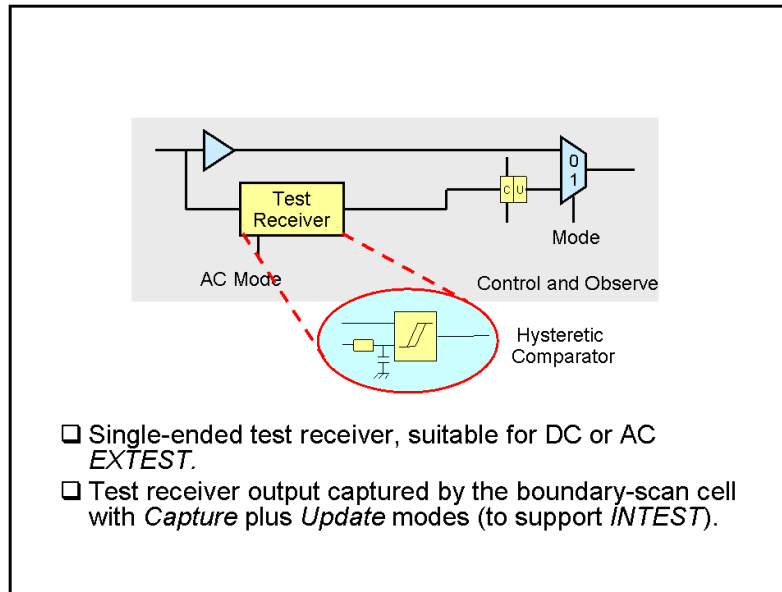 0
1
Test
Receiver
C U
Mode
AC Mode
Control and Observe
Hysteretic
Comparator
❑ Single-ended test receiver, suitable for DC or AC
EXTEST.
❑ Test receiver output captured by the boundary-scan cell
with Capture plus Update modes (to support INTEST).